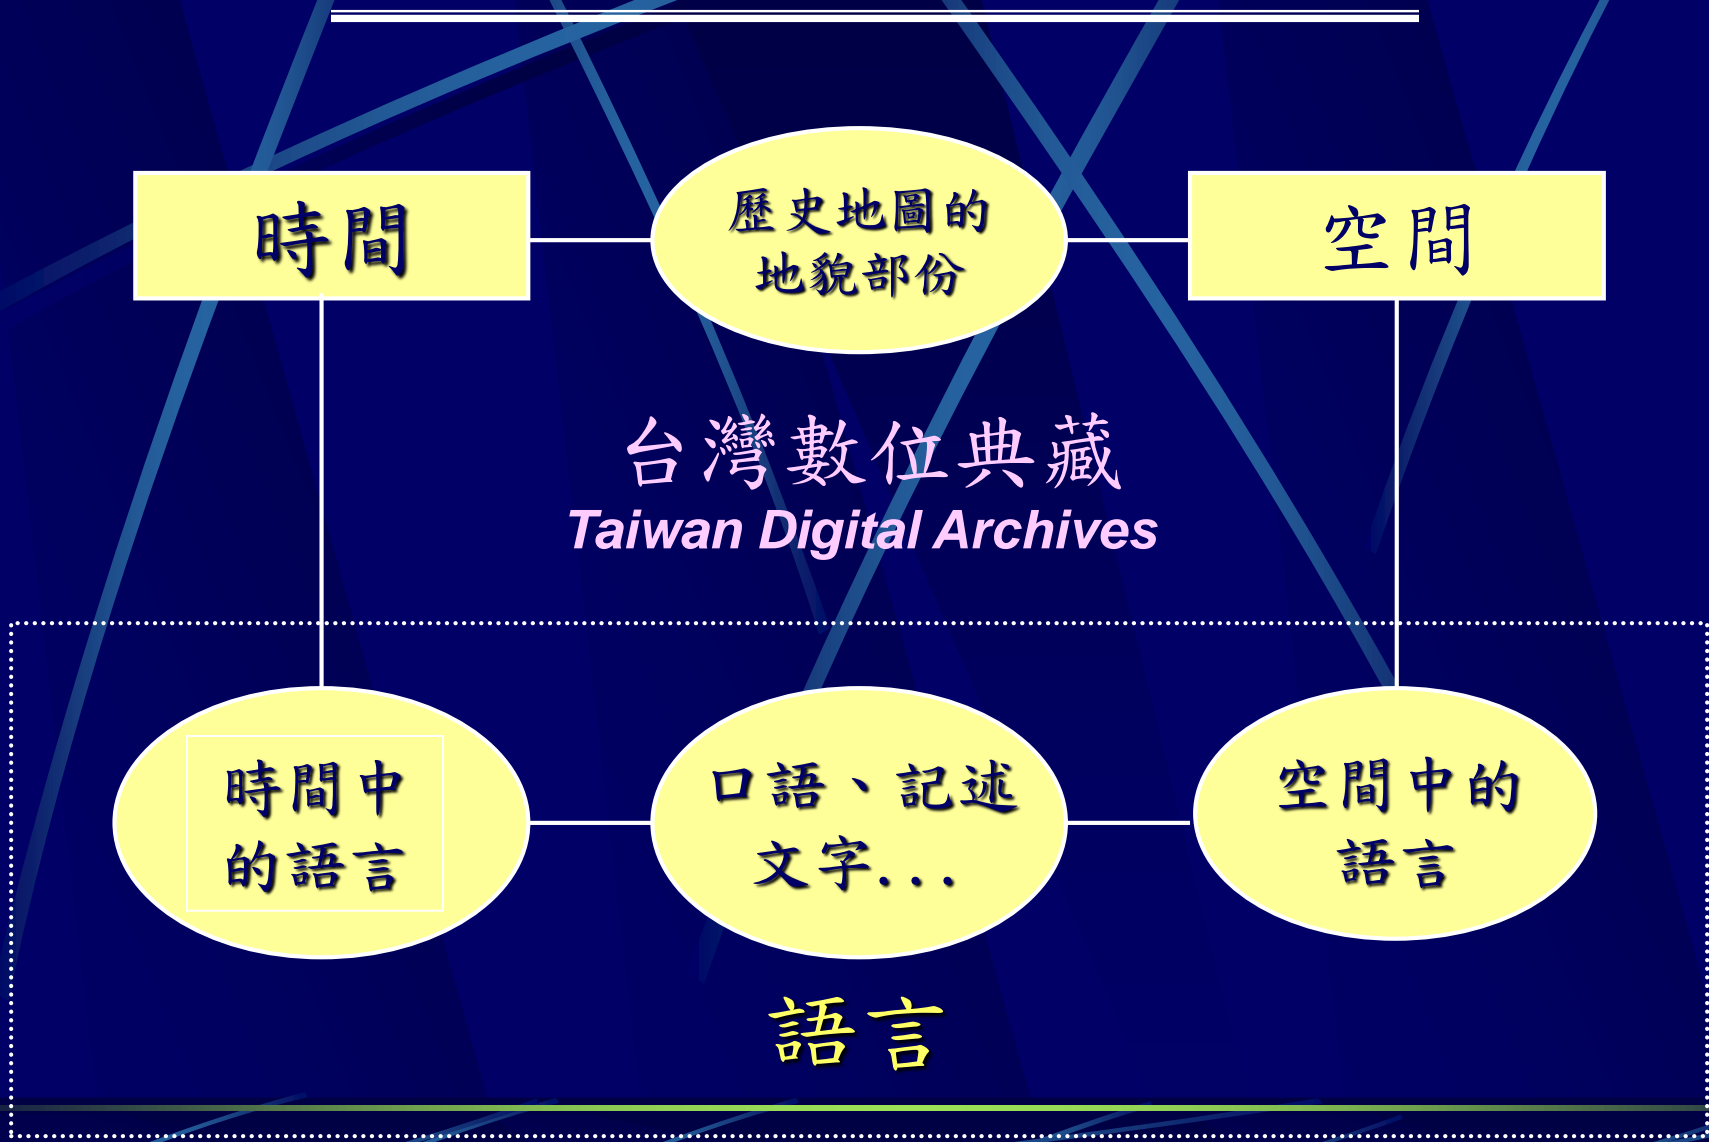 時間
歷史地圖的
地貌部份
空間
台灣數位典藏
Taiwan Digital Archives
時間中
的語言
口語、記述
文字...
空間中的
語言
語言